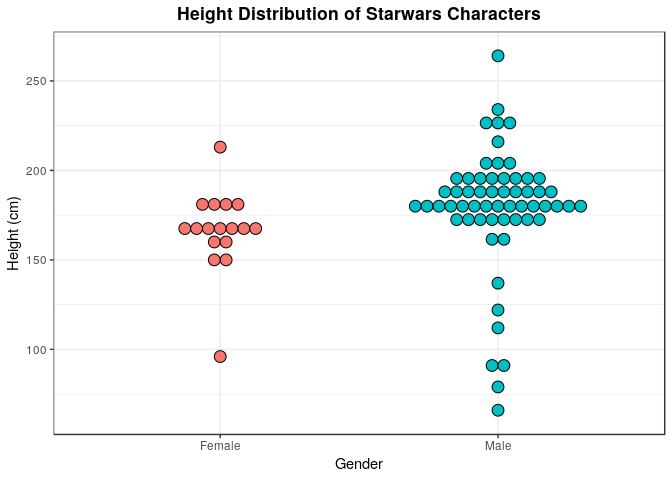 Height Distribution of Starwars Characters
Height (cm)
250
200
150
100
Female
Male
Gender